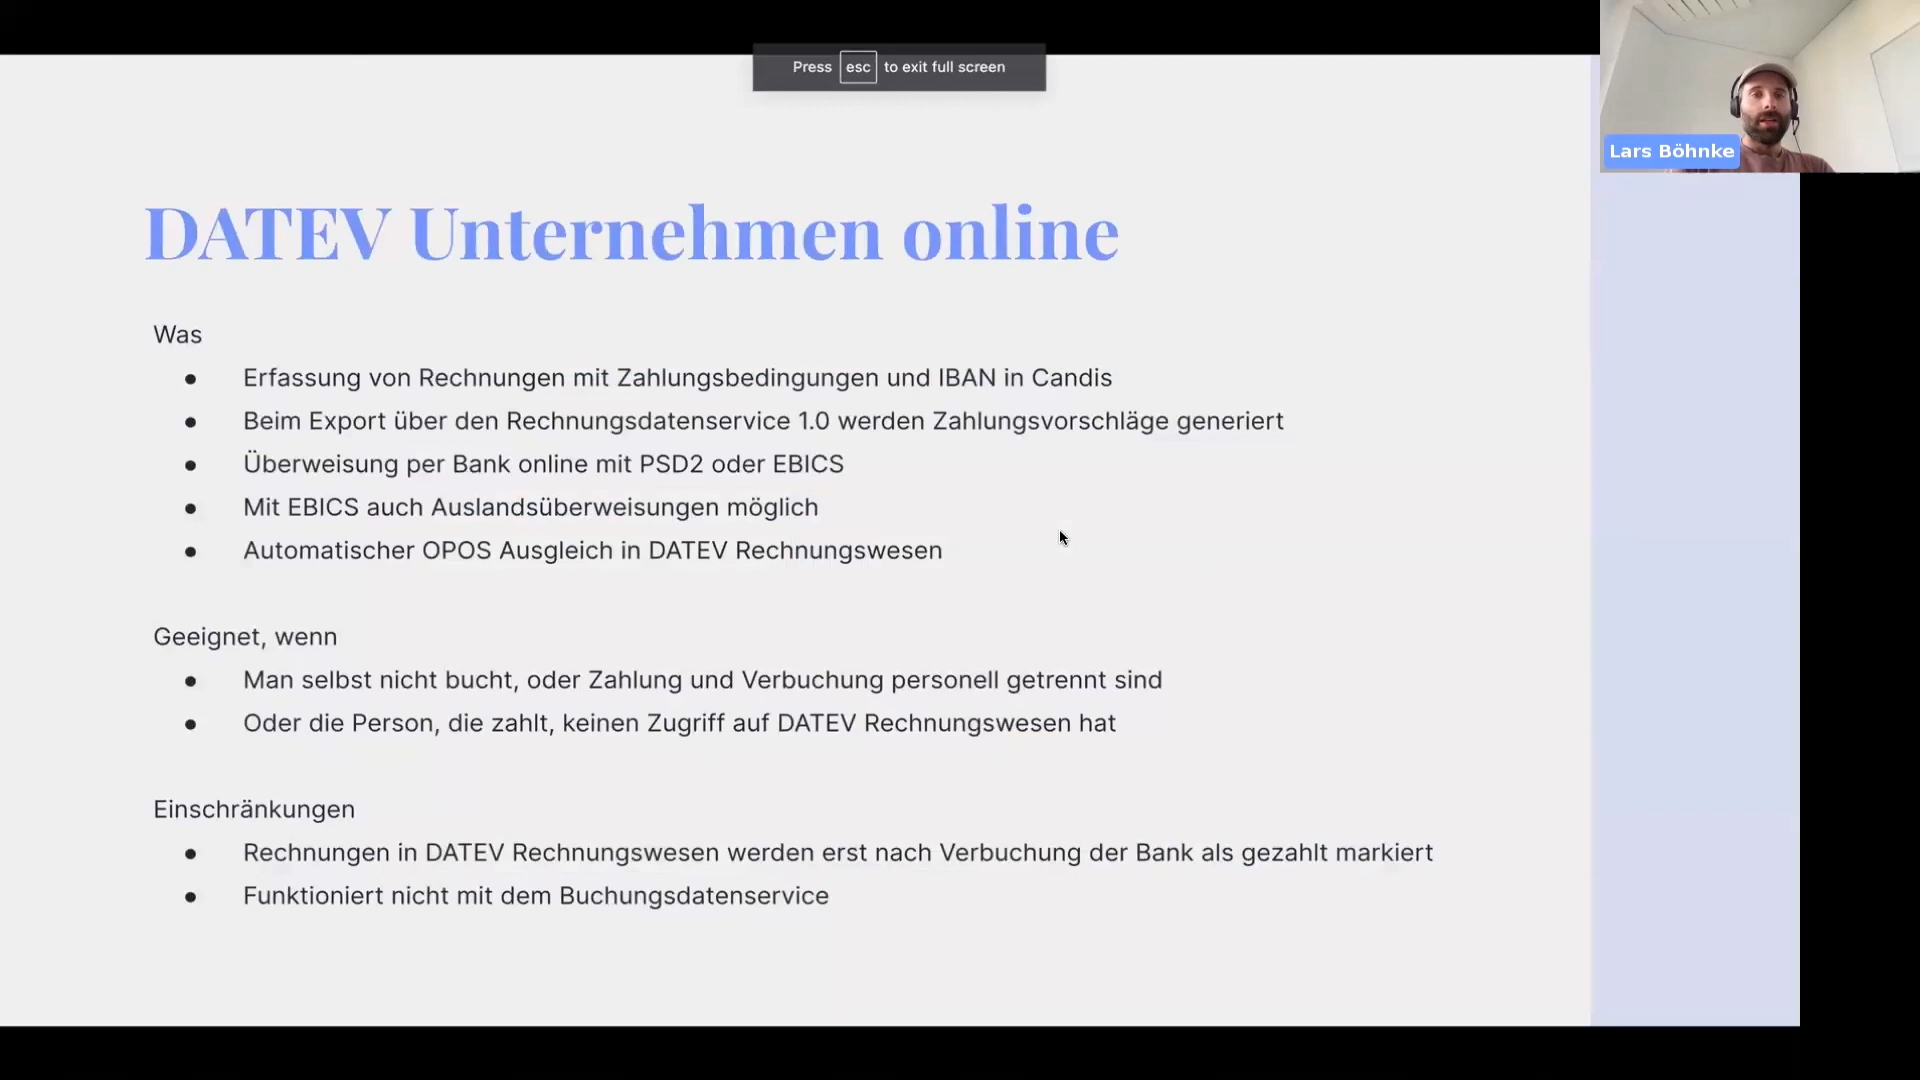 Press esc to exit full screen
Lars Böhnke
DATEV Unternehmen online
Was
● Erfassung von Rechnungen mit Zahlungsbedingungen und IBAN in Candis
● Beim Export über den Rechnungsdatenservice 1.0 werden Zahlungsvorschläge generiert
● Überweisung per Bank online mit PSD2 oder EBICS
● Mit EBICS auch Auslandsüberweisungen möglich
● Automatischer OPOS Ausgleich in DATEV Rechnungswesen
Geeignet, wenn
● Man selbst nicht bucht, oder Zahlung und Verbuchung personell getrennt sind
● Oder die Person, die zahlt, keinen Zugriff auf DATEV Rechnungswesen hat
Einschränkungen
● Rechnungen in DATEV Rechnungswesen werden erst nach Verbuchung der Bank als gezahlt markiert
● Funktioniert nicht mit dem Buchungsdatenservice